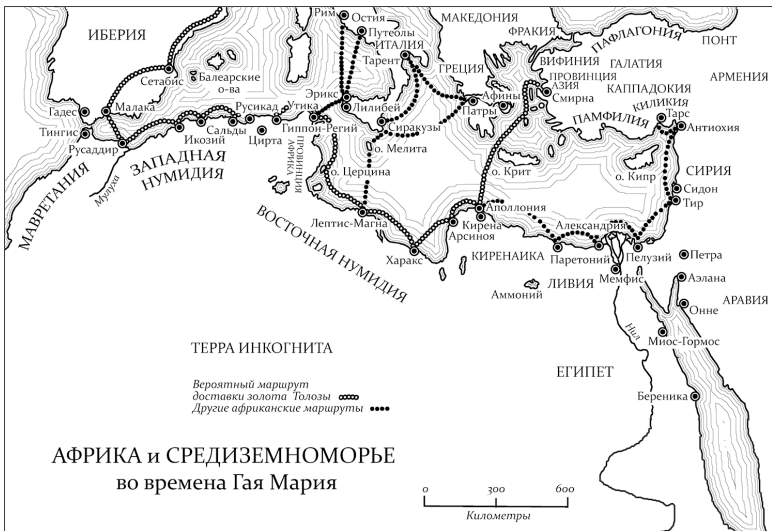 Рим
Остия
Путеолы
МАКЕДОНИЯ
ФРАКИЯ
ПАФЛАГОНИЯ
ПОНТ
ИБЕРИЯ
ИТАЛИЯ
Тарент
ГРЕЦИЯ
ВИФИНИЯ
ГАЛАТИЯ
АРМЕНИЯ
Сетабис
Балеарские
о-ва
ПРОВИНЦИЯ
АЗИЯ
КАППАДОКИЯ
Эрикс
Лилибей
Афины
Смирна
КИЛИКИЯ
Гадес
Малака
Русикад
Утика
Патры
Тарс
Тингис
Сальды
Гиппон-Регий
Сиракузы
ПАМФИЛИЯ
Антиохия
Русаддир
Икозий
Цирта
о. Мелита
ЗАПАДНАЯ
НУМИДИЯ
ПРОВИНЦИЯ
АФРИКА
о. Крит
о. Кипр
СИРИЯ
МАВРЕТАНИЯ
Мулуха
о. Церцина
Сидон
Тир
ВОСТОЧНАЯ НУМИДИЯ
Лептис-Магна
Аполлония
Кирена
Арсиноя
Александрия
Харакс
КИРЕНАИКА
Паретоний
Пелузий
Петра
Мемфис
Аэлана
Аммоний
ЛИВИЯ
Онне
АРАВИЯ
Нил
Миос-Гормос
ТЕРРА ИНКОГНИТА
ЕГИПЕТ
Береника
Вероятный маршрут
доставки золота Толозы
Другие африканские маршруты
АФРИКА и СРЕДИЗЕМНОМОРЬЕ
во времена Гая Мария
0 300 600
Километры